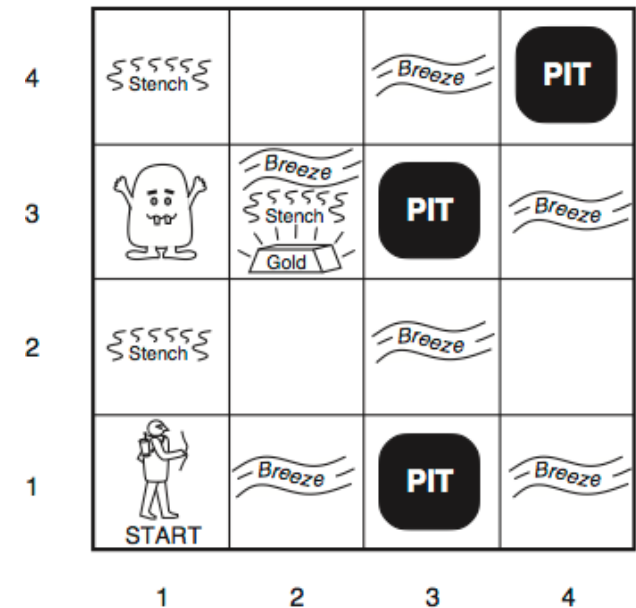 4
Stench
Breeze
PIT
3
Breeze
Stench
Gold
PIT
Breeze
2
Stench
Breeze
1
START
Breeze
PIT
Breeze
1 2 3 4